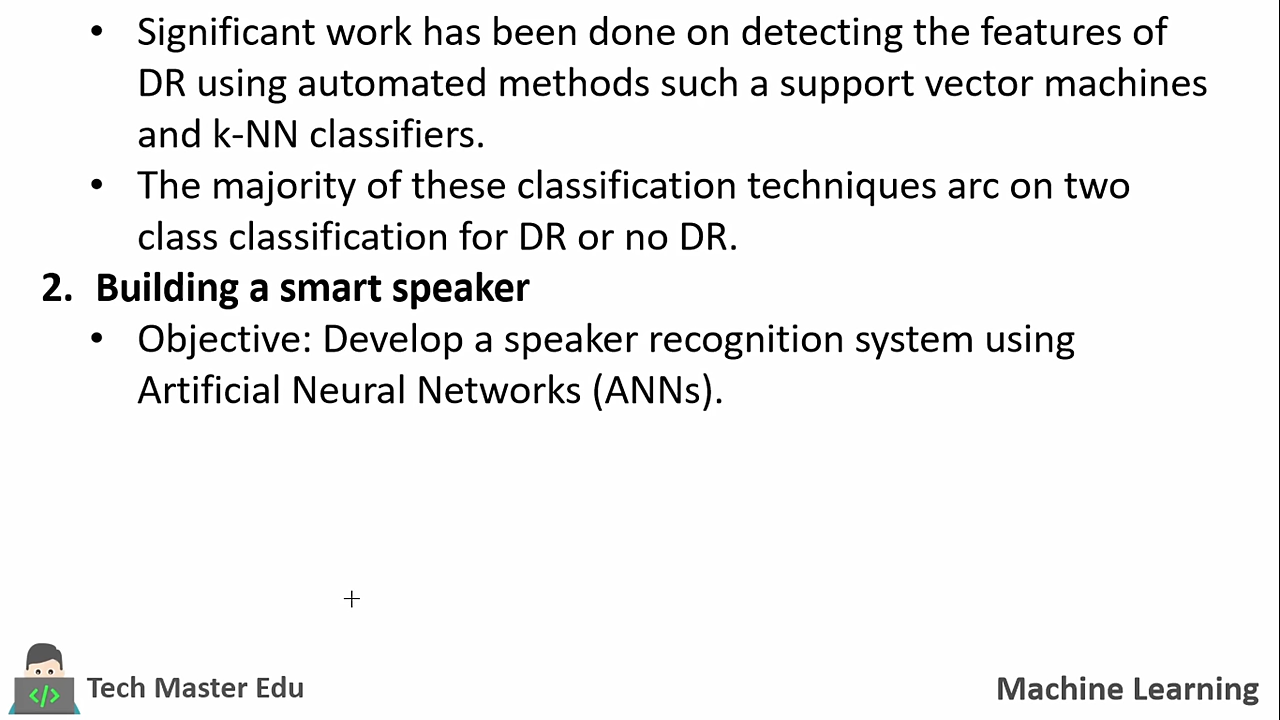 • Significant work has been done on detecting the features of
DR using automated methods such a support vector machines
and k-NN classifiers.
• The majority of these classification techniques arc on two
class classification for DR or no DR.
2. Building a smart speaker
• Objective: Develop a speaker recognition system using
Artificial Neural Networks (ANNs).
</>
Tech Master Edu
Machine Learning